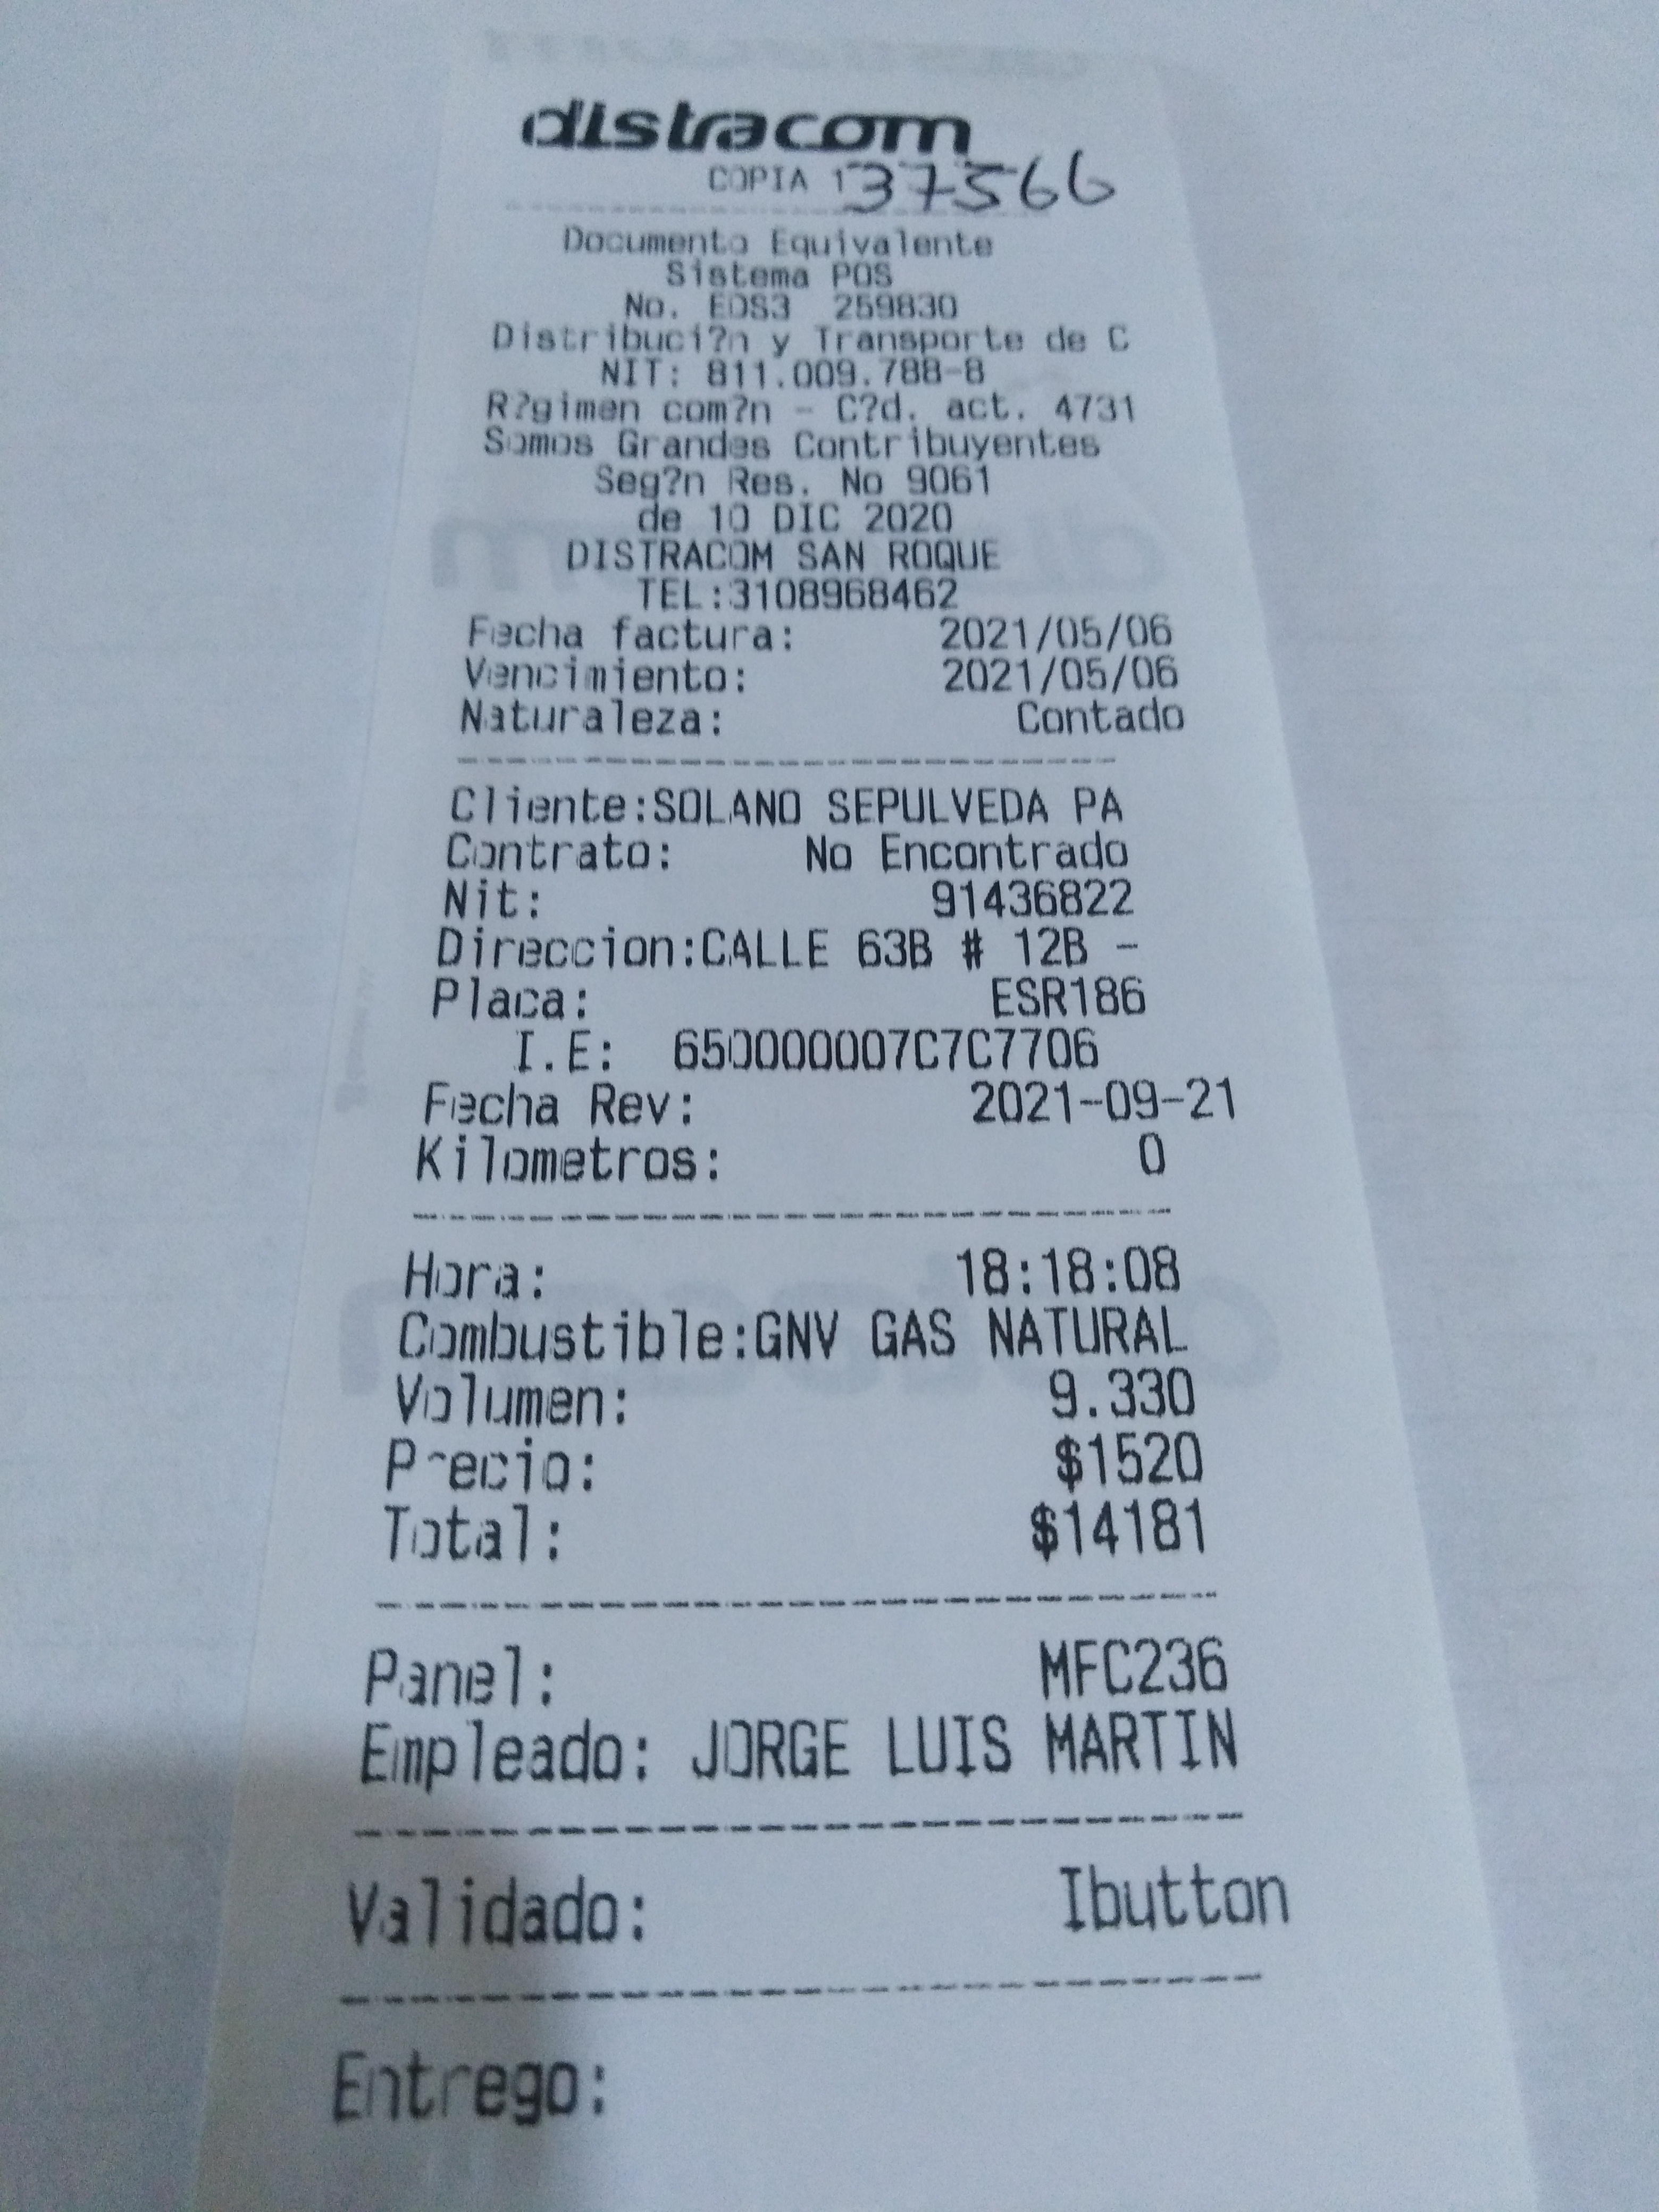 distracom
COPIA 1 37566
Documento Equivalente
Sistema POS
No. EDS3 259830
Distribuci?n y Transporte de C
NIT: 811.009.788-8
R?gimen com?n - C?d. act. 4731
Somos Grandes Contribuyentes
Seg?n Res. No 9061
de 10 DIC 2020
DISTRACOM SAN ROQUE
TEL:3108968462
Fecha factura: 2021/05/06
Vencimiento: 2021/05/06
Naturaleza: Contado
Cliente:SOLANO SEPULVEDA PA
Contrato: No Encontrado
Nit: 91436822
Direccion:CALLE 63B # 12B -
Placa: ESR186
I.E: 650000007C7C7706
Fecha Rev: 2021-09-21
Kilometros: 0
Hora: 18:18:08
Combustible:GNV GAS NATURAL
Volumen: 9.330
Precio: $1520
Total: $14181
Panel: MFC236
Empleado: JORGE LUIS MARTIN
Validado: Ibutton
Entrego: